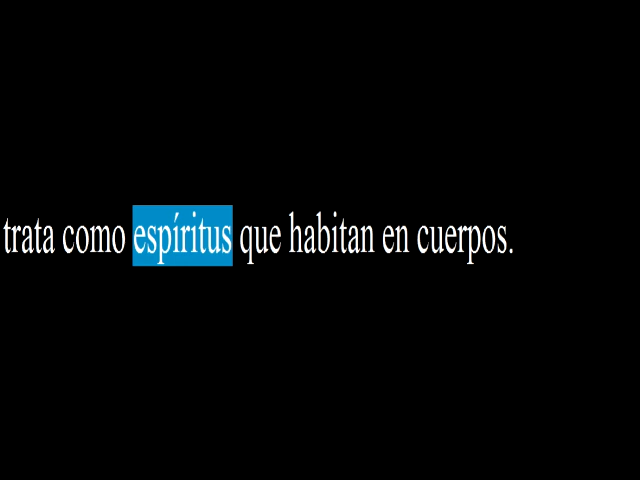 trata como espíritus que habitan en cuerpos.